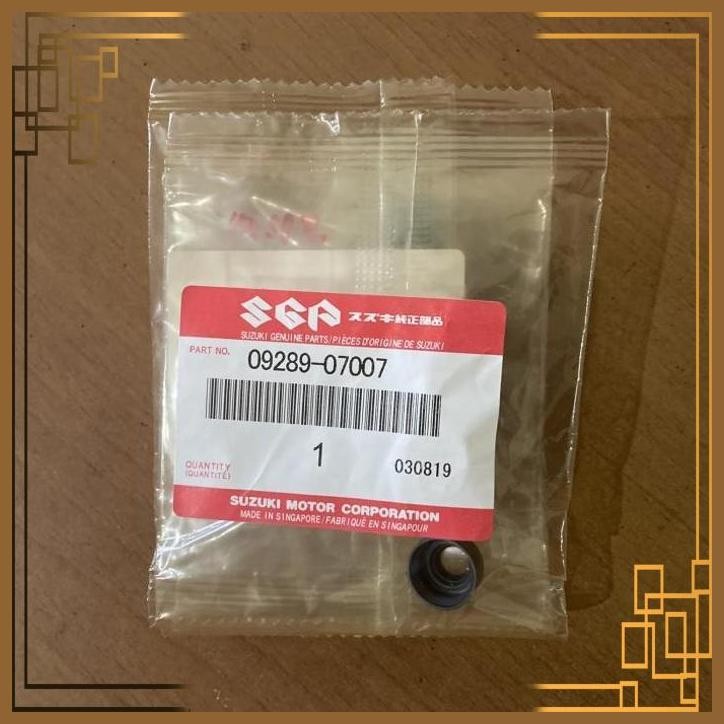 SGP スズキ純正部品
SUZUKI GENUINE PARTS/PIÈCES D'ORIGINE DE SUZUKI
PART NO. 09289-07007
1
QUANTITY
(QUANTITÉ)
030819
SUZUKI MOTOR CORPORATION
MADE IN SINGAPORE/FABRIQUÉ EN SINGAPOUR